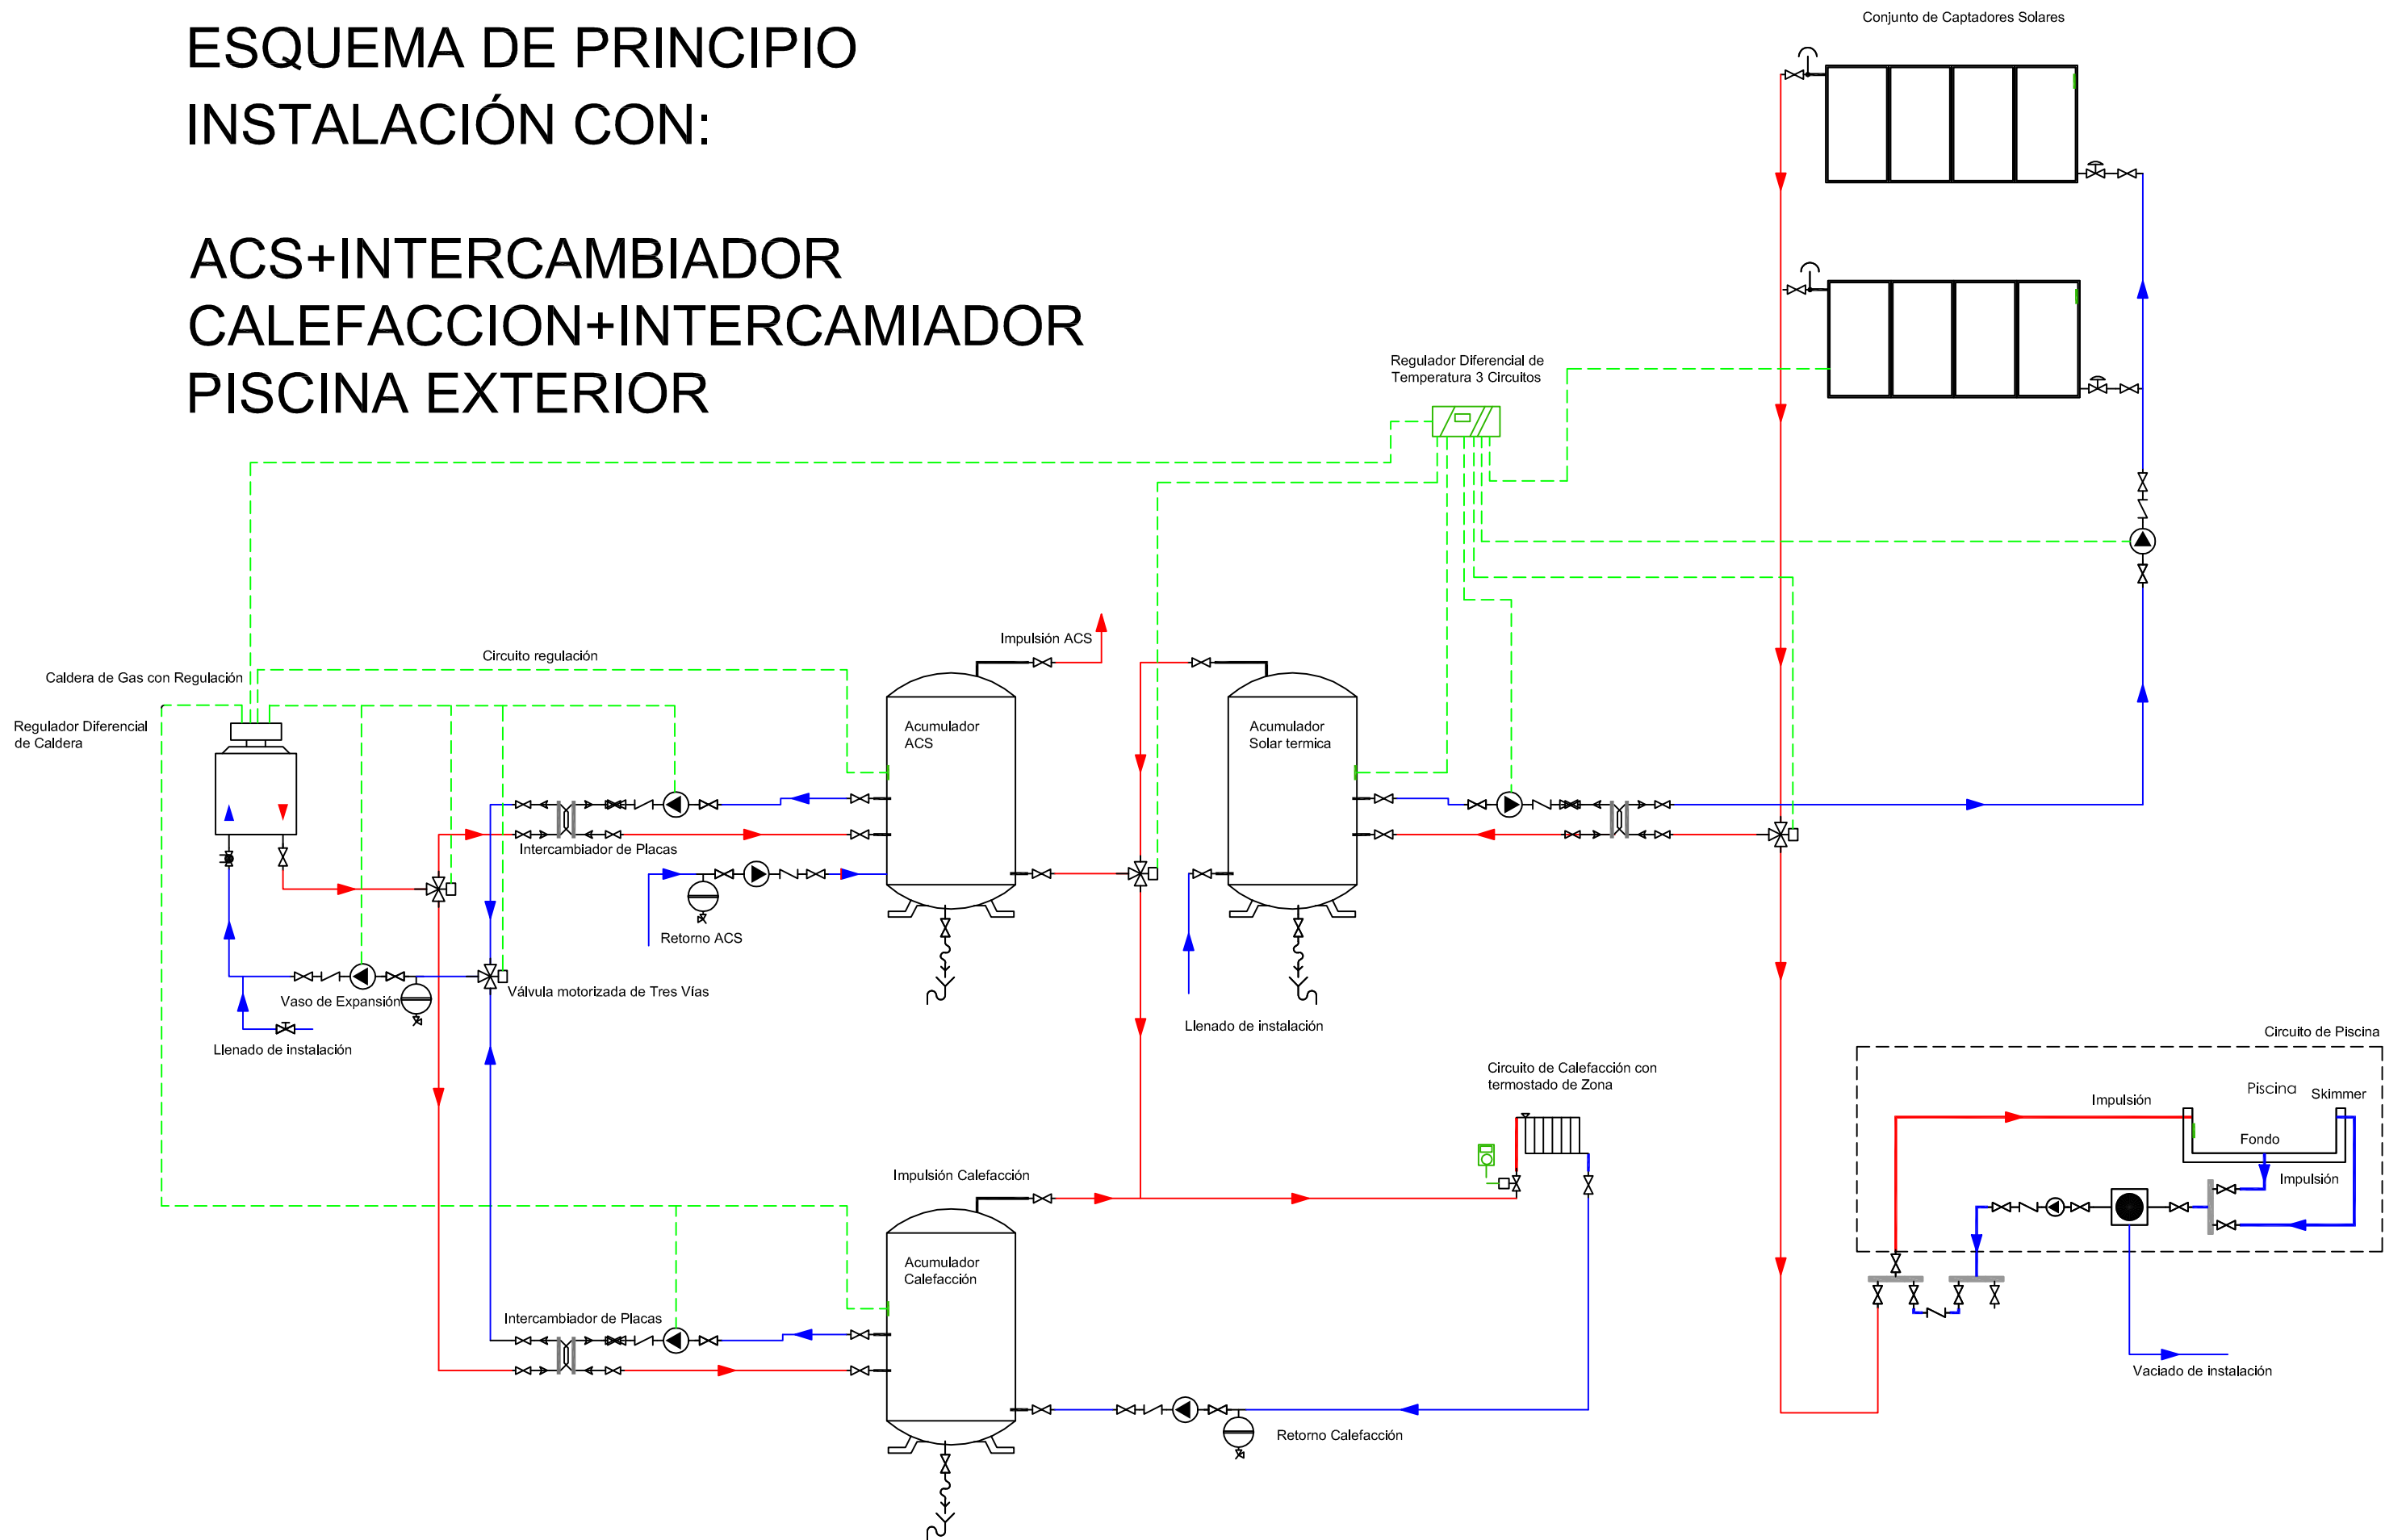 ESQUEMA DE PRINCIPIO
INSTALACIÓN CON:
ACS+INTERCAMBIADOR
CALEFACCION+INTERCAMIADOR
PISCINA EXTERIOR
Conjunto de Captadores Solares
Regulador Diferencial de
Temperatura 3 Circuitos
Impulsión ACS
Circuito regulación
Caldera de Gas con Regulación
Regulador Diferencial
de Caldera
Acumulador
ACS
Acumulador
Solar termica
Intercambiador de Placas
Retorno ACS
Vaso de Expansión
Válvula motorizada de Tres Vías
Llenado de instalación
Llenado de instalación
Circuito de Piscina
Circuito de Calefacción con
termostado de Zona
Piscina
Skimmer
Impulsión
Fondo
Impulsión
Impulsión Calefacción
Acumulador
Calefacción
Intercambiador de Placas
Vaciado de instalación
Retorno Calefacción